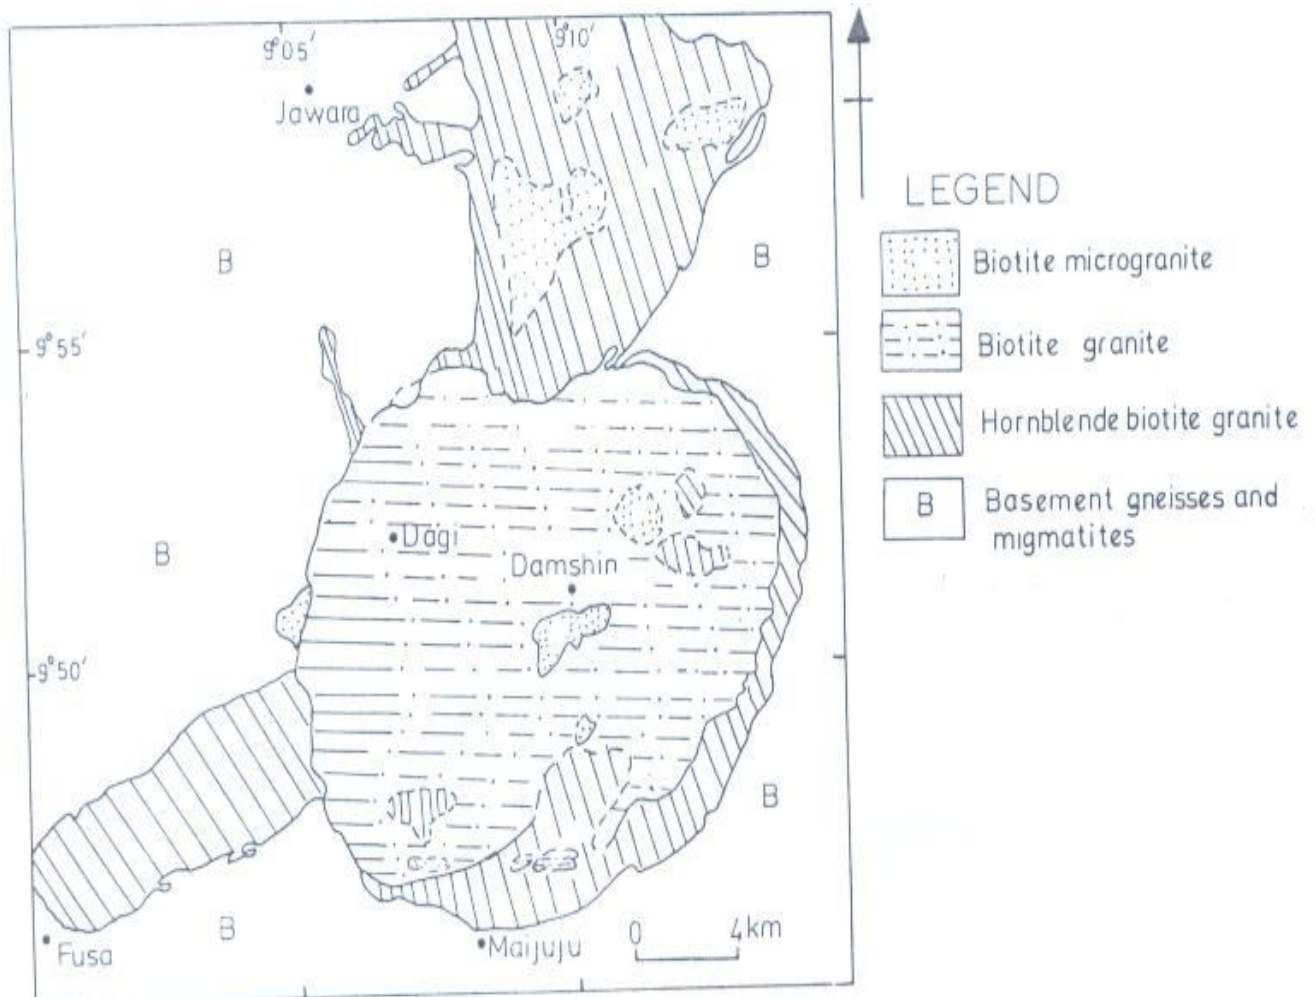 9°05'
9°10'
Jawara
B
B
9°55'
B
Dagi
Damshin
9°50'
B
B
Fusa
Maijuju
0 4km
LEGEND
Biotite microgranite
Biotite granite
Hornblende biotite granite
B
Basement gneisses and
migmatites